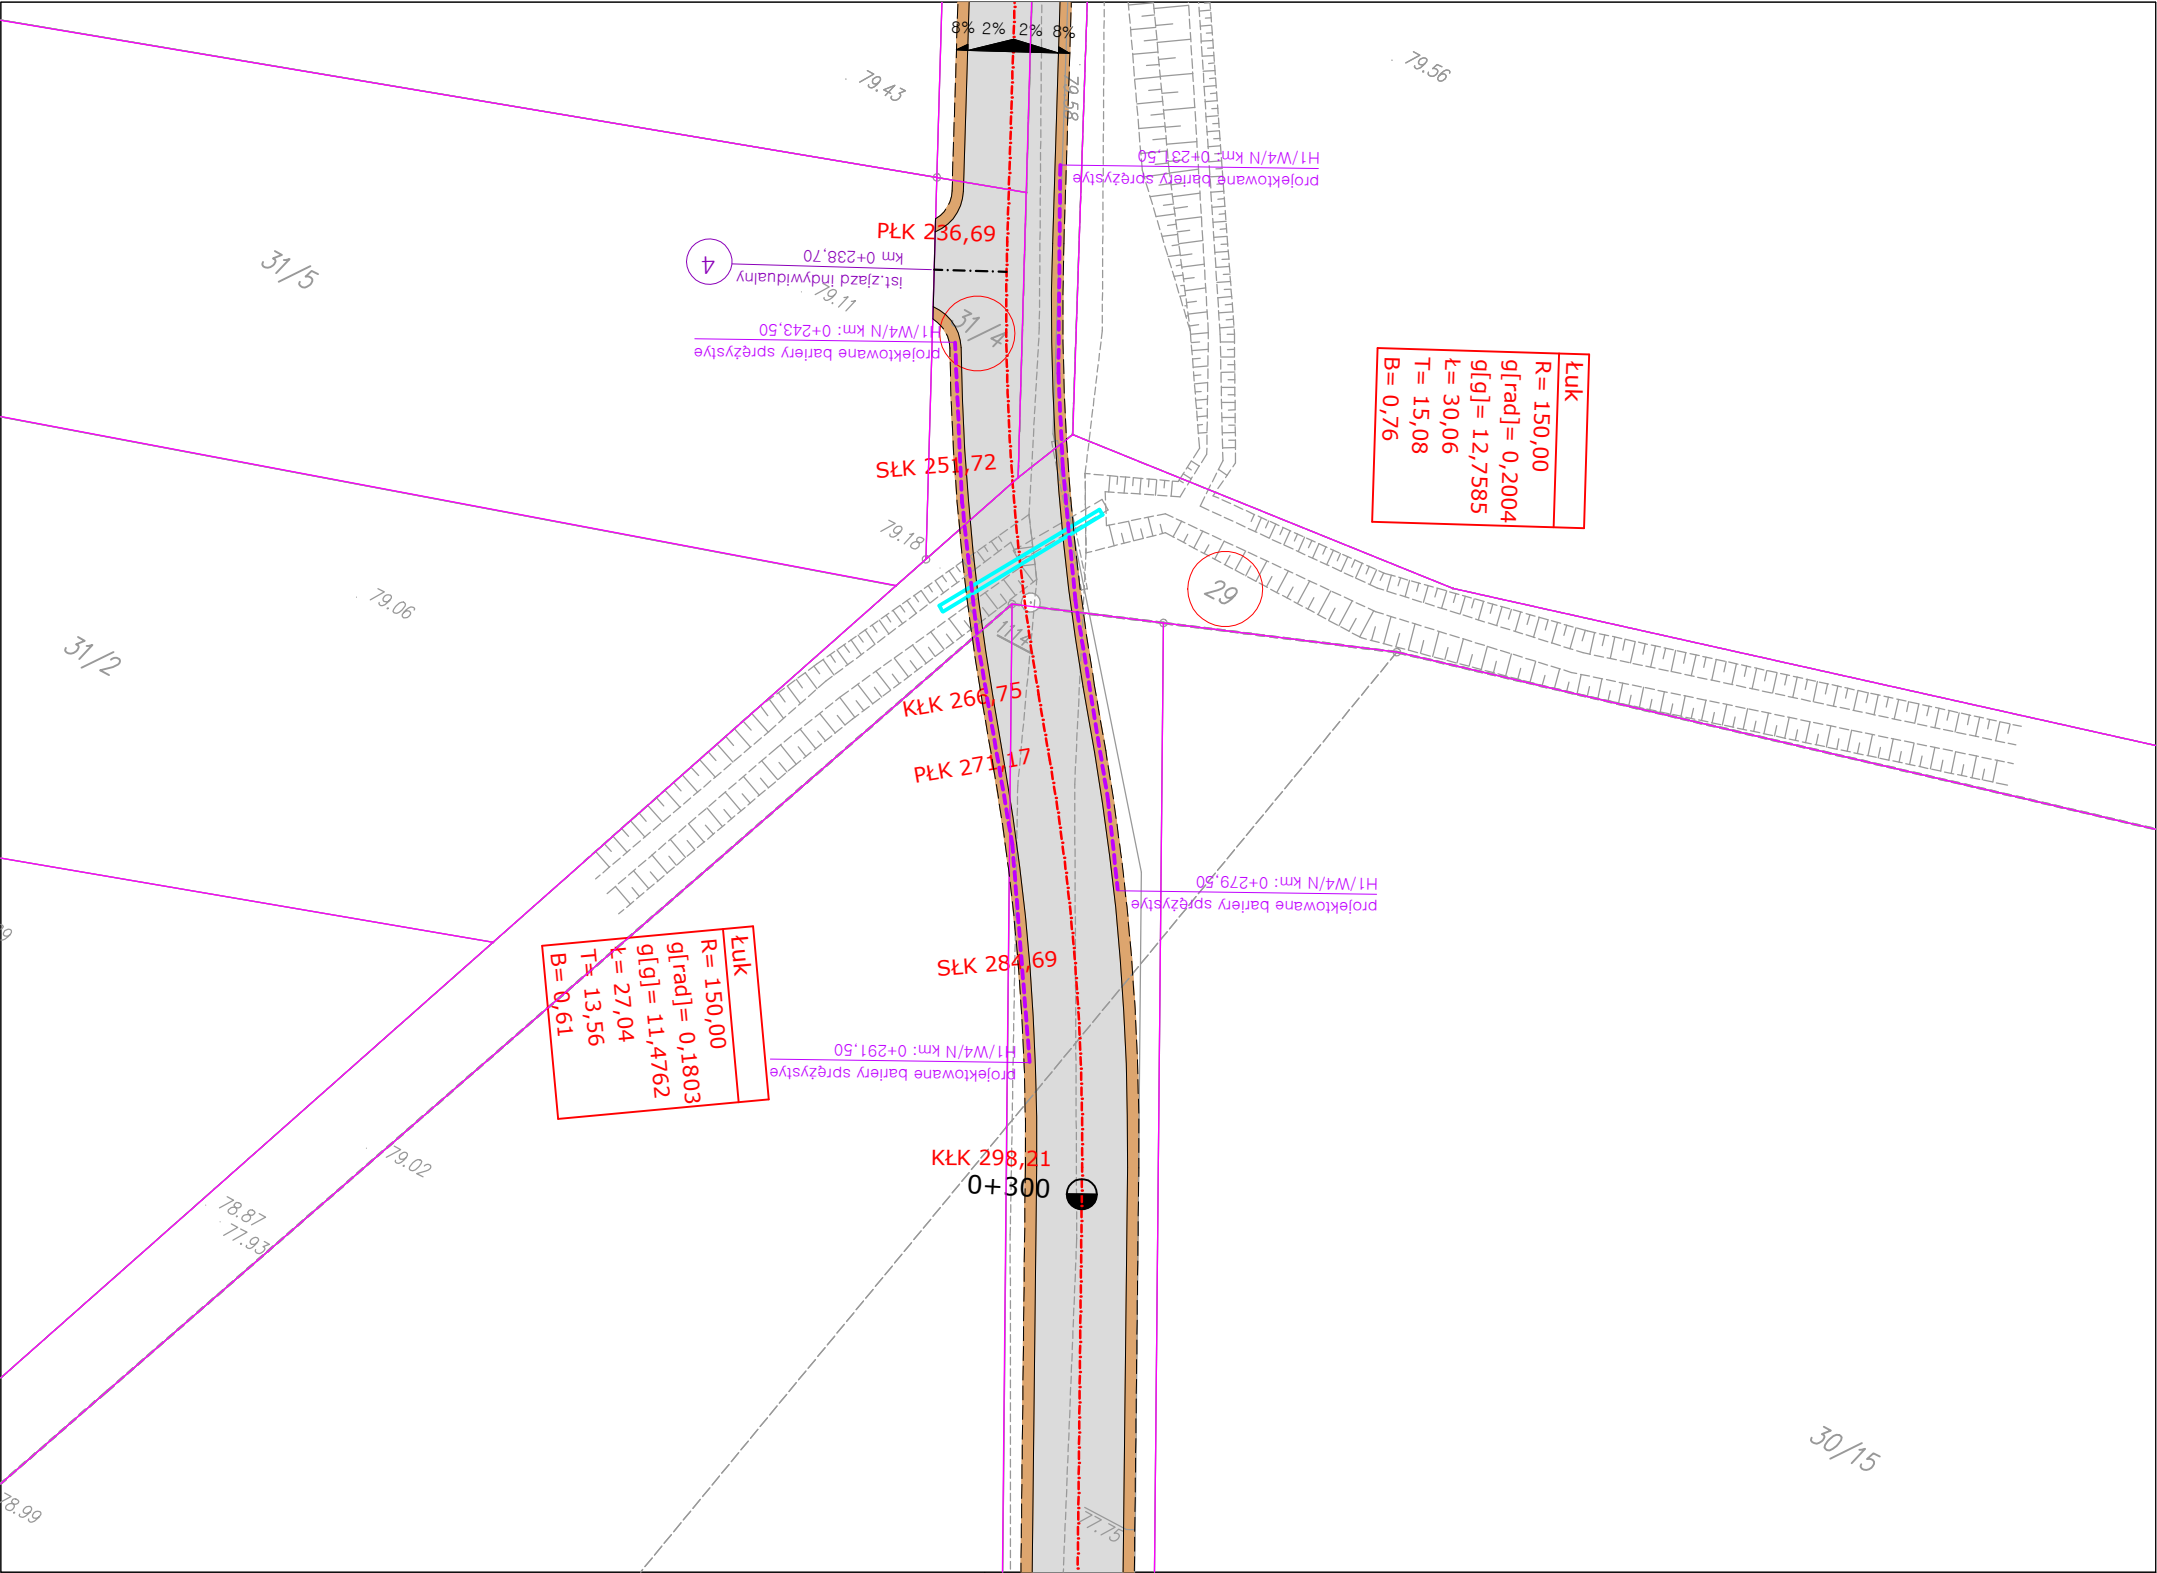 8% 2% 2% 8%
79.43
79.58
79.56
H1/W4/N km: 0+231,50
projektowane bariery sprężystye
31/5
PŁK 236,69
4
km 0+238,70
ist.zjazd indywidualny
79.11
31/4
H1/W4/N km: 0+243,50
projektowane bariery sprężystye
Łuk
R= 150,00
g[rad]= 0,2004
g[g]= 12,7585
Ł= 30,06
T= 15,08
B= 0,76
SŁK 251,72
79.18
79.06
29
31/2
KŁK 266,75
PŁK 271,17
H1/W4/N km: 0+279,50
projektowane bariery sprężystye
SŁK 284,69
Łuk
R= 150,00
g[rad]= 0,1803
g[g]= 11,4762
Ł= 27,04
T= 13,56
B= 0,61
H1/W4/N km: 0+291,50
projektowane bariery sprężystye
KŁK 298,21
0+300
79.02
78.87
77.93
30/15
78.99
77.75